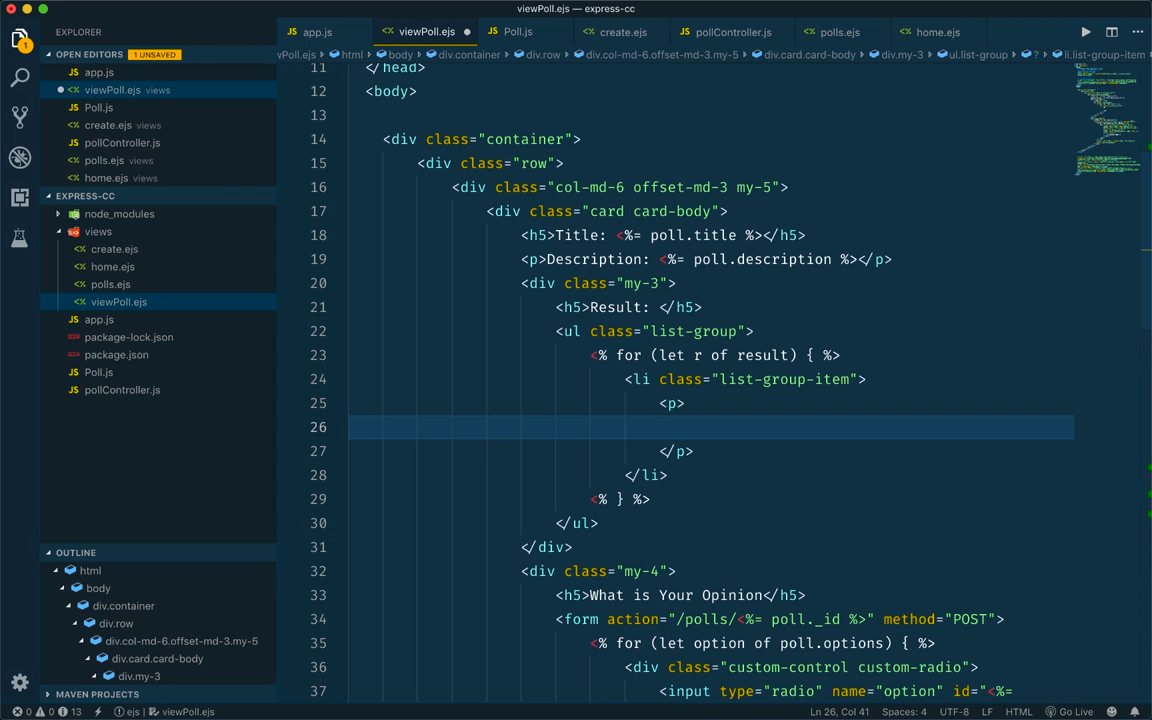 viewPoll.ejs — express-cc
EXPLORER
OPEN EDITORS 1 UNSAVED
JS app.js
<% viewPoll.ejs views
JS Poll.js
<% create.ejs views
JS pollController.js
<% polls.ejs views
<% home.ejs views
EXPRESS-CC
node_modules
views
<% create.ejs
<% home.ejs
<% polls.ejs
<% viewPoll.ejs
JS app.js
package-lock.json
package.json
JS Poll.js
JS pollController.js
OUTLINE
html
body
div.container
div.row
div.col-md-6.offset-md-3.my-5
div.card.card-body
div.my-3
MAVEN PROJECTS
JS app.js
<% viewPoll.ejs
JS Poll.js
<% create.ejs
<% pollController.js
<% polls.ejs
<% home.ejs
wPoll.ejs html body div.container div.row div.col-md-6.offset-md-3.my-5 div.card.card-body div.my-3 ul.list-group ? li.list-group-item
11 </head>
12 <body>
13
14 <div class="container">
15 <div class="row">
16 <div class="col-md-6 offset-md-3 my-5">
17 <div class="card card-body">
18 <h5>Title: <%= poll.title %></h5>
19 <p>Description: <%= poll.description %></p>
20 <div class="my-3">
21 <h5>Result: </h5>
22 <ul class="list-group">
23 <% for (let r of result) { %>
24 <li class="list-group-item">
25 <p>
26
27 </p>
28 </li>
29 <% } %>
30 </ul>
31 </div>
32 <div class="my-4">
33 <h5>What is Your Opinion</h5>
34 <form action="/polls/<%= poll._id %>" method="POST">
35 <% for (let option of poll.options) { %>
36 <div class="custom-control custom-radio">
37 <input type="radio" name="option" id="<%=
0 0 13 ejs viewPoll.ejs Ln 26, Col 41 Spaces: 4 UTF-8 LF HTML Go Live